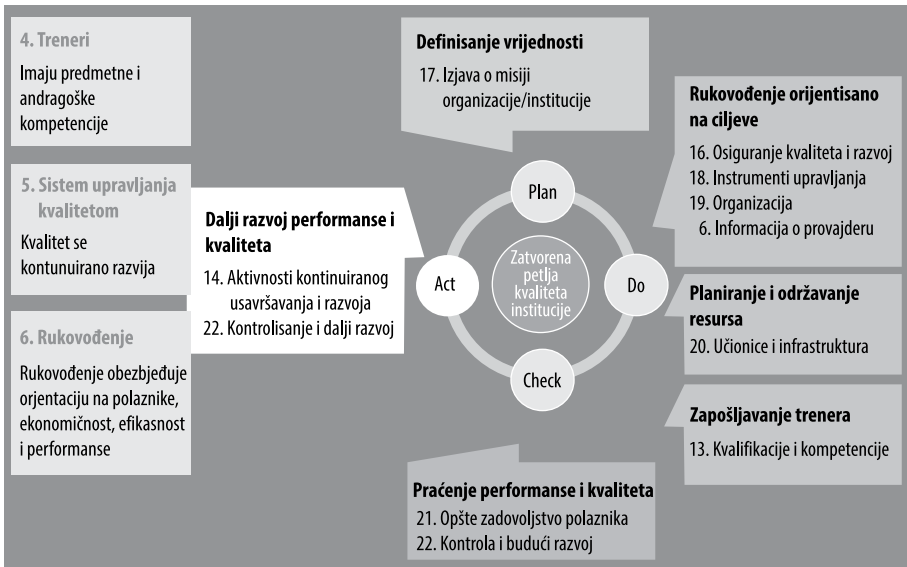 4. Treneri
Imaju predmetne i
andragoške
kompetencije
5. Sistem upravljanja
kvalitetom
Kvalitet se
kontunuirano razvija
6. Rukovođenje
Rukovođenje obezbjeđuje
orjentaciju na polaznike,
ekonomičnost, efikasnost
i performanse
Dalji razvoj performanse i
kvaliteta
14. Aktivnosti kontinuiranog
usavršavanja i razvoja
22. Kontrolisanje i dalji razvoj
Definisanje vrijednosti
17. Izjava o misiji
organizacije/institucije
Plan
Act
Zatvorena
petlja
kvaliteta
institucije
Do
Check
Rukovođenje orijentisano
na ciljeve
16. Osiguranje kvaliteta i razvoj
18. Instrumenti upravljanja
19. Organizacija
6. Informacija o provajderu
Planiranje i održavanje
resursa
20. Učionice i infrastruktura
Zapošljavanje trenera
13. Kvalifikacije i kompetencije
Praćenje performanse i kvaliteta
21. Opšte zadovoljstvo polaznika
22. Kontrola i budući razvoj